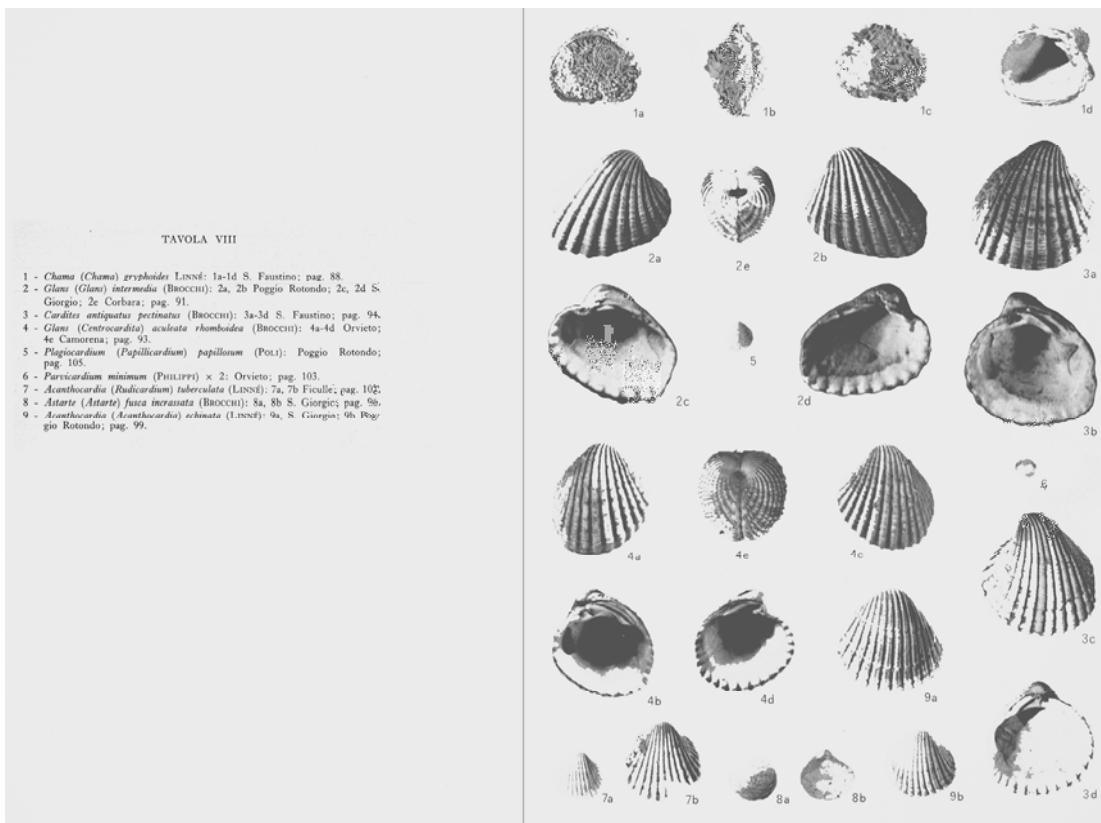 TAVOLA VIII
1 - Chama (Chama) gryphoides LINNÉ: 1a-1d S. Faustino; pag. 88.
2 - Glans (Glans) intermedia (BROCCHI): 2a, 2b Poggio Rotondo; 2c, 2d S.
Giorgio; 2e Corbara; pag. 91.
3 - Cardites antiquatus pectinatus (BROCCHI): 3a-3d S. Faustino; pag. 94.
4 - Glans (Centrocardita) aculeata rhomboidea (BROCCHI): 4a-4d Orvieto;
4e Camorena; pag. 93.
5 - Plagiocardium (Papillicardium) papillosum (POLI): Poggio Rotondo;
pag. 105.
6 - Parvicardium minimum (PHILIPPI) × 2: Orvieto; pag. 103.
7 - Acanthocardia (Rudicardium) tuberculata (LINNÉ): 7a, 7b Ficulle; pag.
8 - Astarte (Astarte) fusca incrassata (BROCCHI): 8a, 8b S. Giorgio; pag.
9 - Acanthocardia (Acanthocardia) echinata (LINNÉ): 9a, S. Giorgio; 9b Pog-
gio Rotondo; pag. 99.
1a
1b
1c
1d
2a
2e
2b
3a
2c
5
2d
3b
4a
4e
4c
6
3c
4b
4d
9a
7a
7b
8a
8b
9b
3d